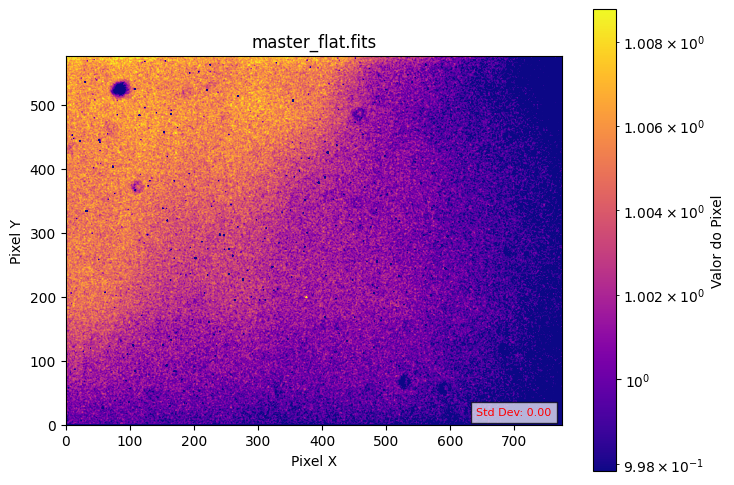 master_flat.fits
Pixel Y
500
400
300
200
100
0
0 100 200 300 400 500 600 700
Pixel X
Std Dev: 0.00
1.008 × 10⁰
1.006 × 10⁰
1.004 × 10⁰
1.002 × 10⁰
10⁰
9.98 × 10⁻¹
Valor do Pixel